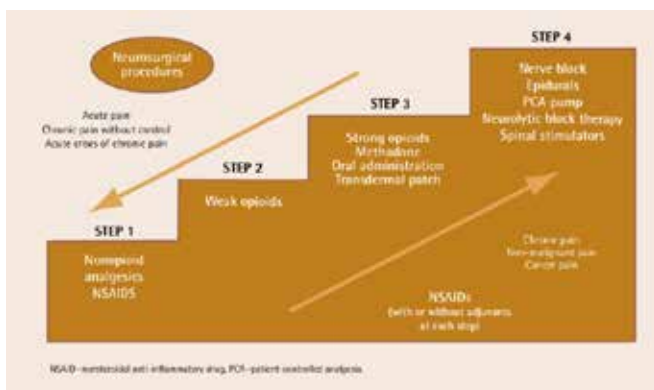 STEP 4
Neurosurgical
procedures
Nerve block
Epidurals
PCA pump
Neurolytic block therapy
Spinal stimulators
Acute pain
Chronic pain without control
Acute crises of chronic pain
STEP 3
Strong opioids
Methadone
Oral administration
Transdermal patch
STEP 2
Weak opioids
STEP 1
Nonopioid
analgesics
NSAIDS
Chronic pain
Non-malignant pain
Cancer pain
NSAIDs
(with or without adjuvants
at each step)
NSAID–nonsteroidal anti-inflammatory drug, PCA–patient controlled analgesia.